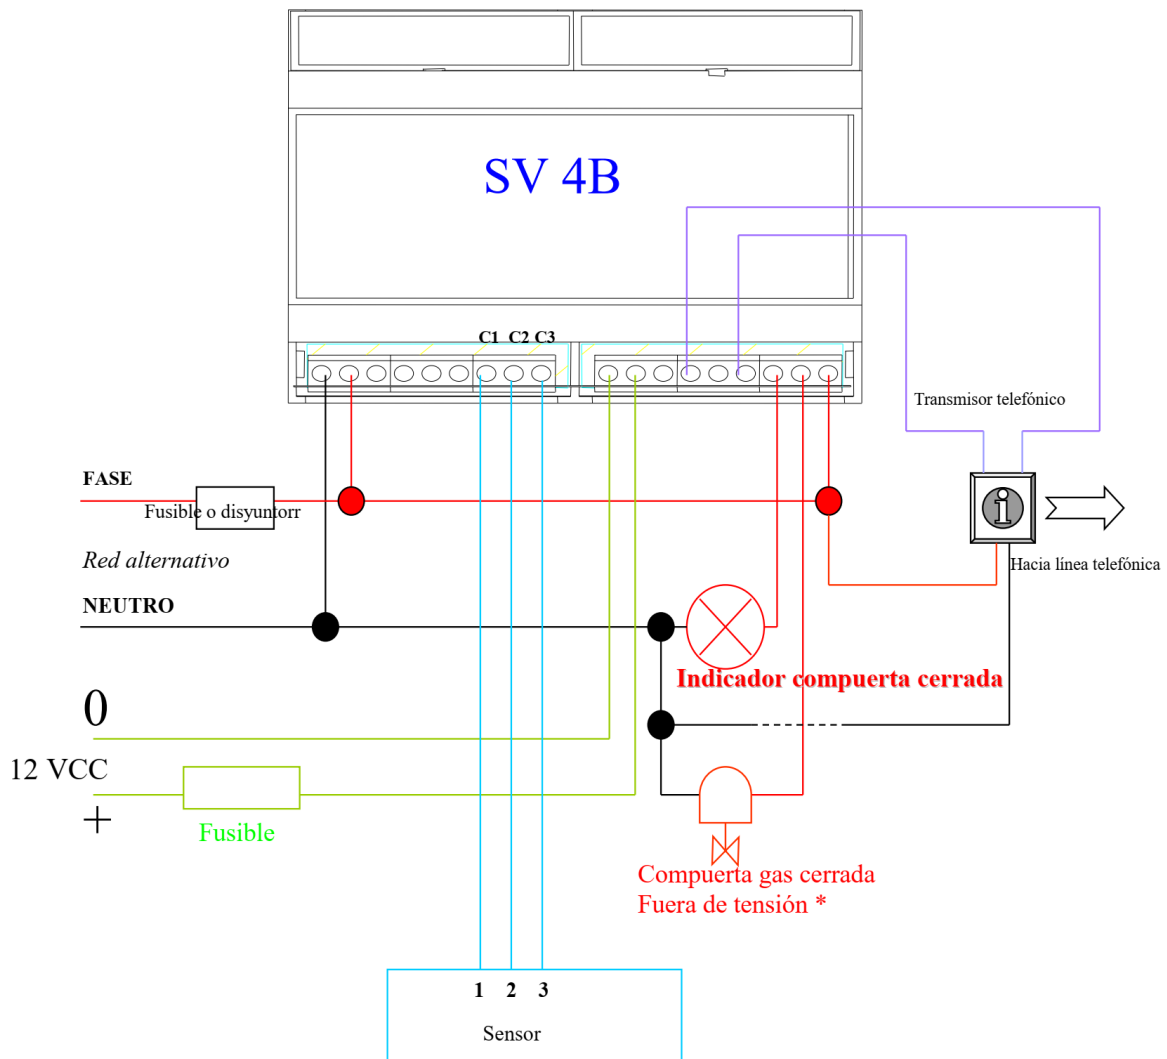 SV 4B
C1 C2 C3
Transmisor telefónico
FASE
Fusible o disyuntorr
Red alternativo
Hacia línea telefónica
NEUTRO
Indicador compuerta cerrada
0
12 VCC
+
Fusible
Compuerta gas cerrada
Fuera de tensión *
1 2 3
Sensor